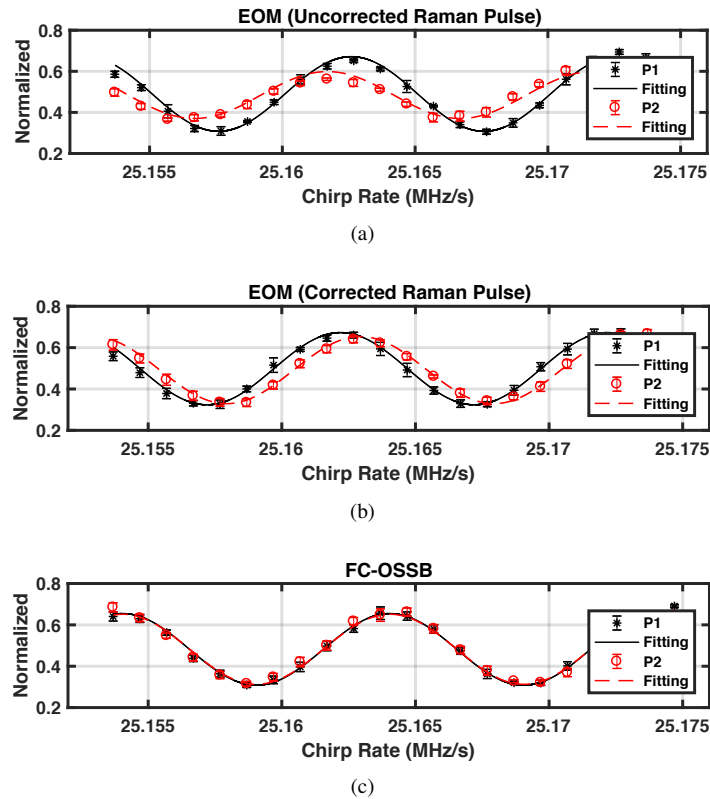 EOM (Uncorrected Raman Pulse)
Normalized
0.8
0.6
0.4
0.2
P1
Fitting
P2
Fitting
25.155 25.16 25.165 25.17 25.175
Chirp Rate (MHz/s)
(a)
EOM (Corrected Raman Pulse)
Normalized
0.8
0.6
0.4
0.2
P1
Fitting
P2
Fitting
25.155 25.16 25.165 25.17 25.175
Chirp Rate (MHz/s)
(b)
FC-OSSB
Normalized
0.8
0.6
0.4
0.2
P1
Fitting
P2
Fitting
25.155 25.16 25.165 25.17 25.175
Chirp Rate (MHz/s)
(c)